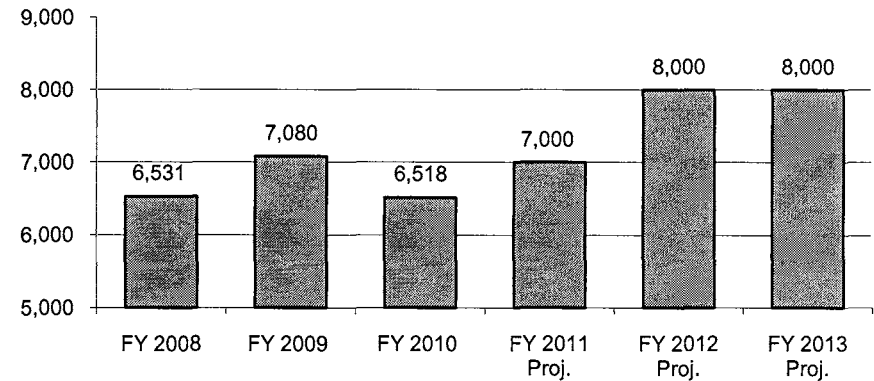 9,000
8,000
7,000
6,000
5,000
6,531
7,080
6,518
7,000
8,000
8,000
FY 2008
FY 2009
FY 2010
FY 2011
Proj.
FY 2012
Proj.
FY 2013
Proj.